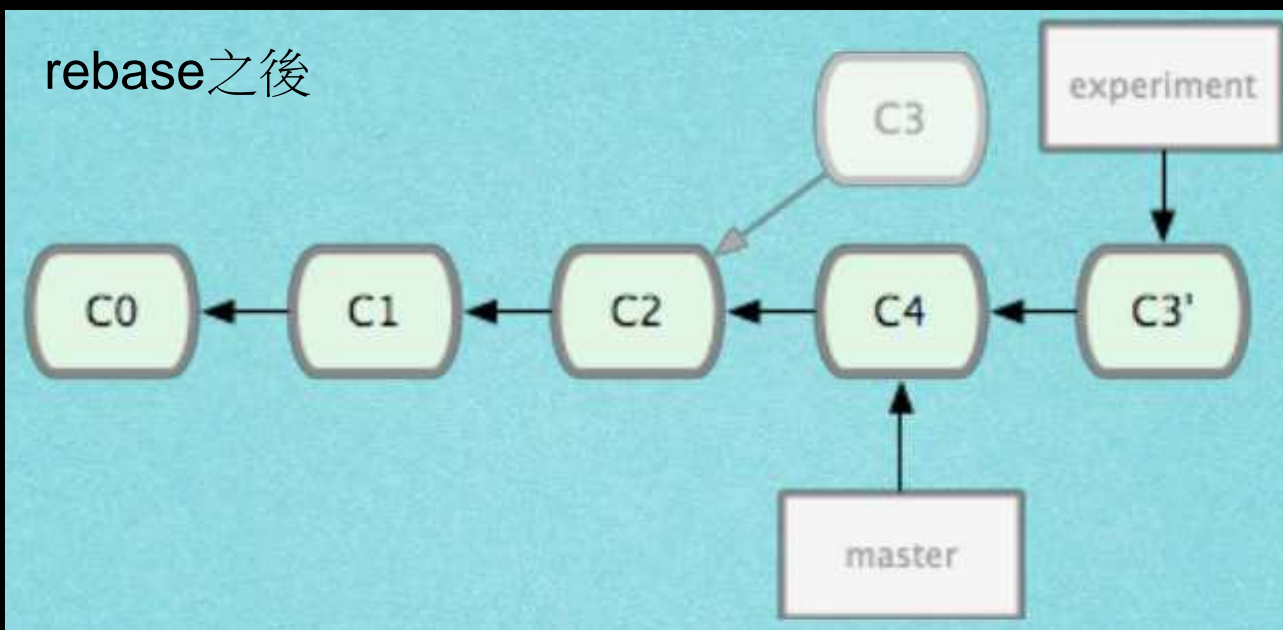 rebase之後
experiment
C3
C0
C1
C2
C4
C3'
master